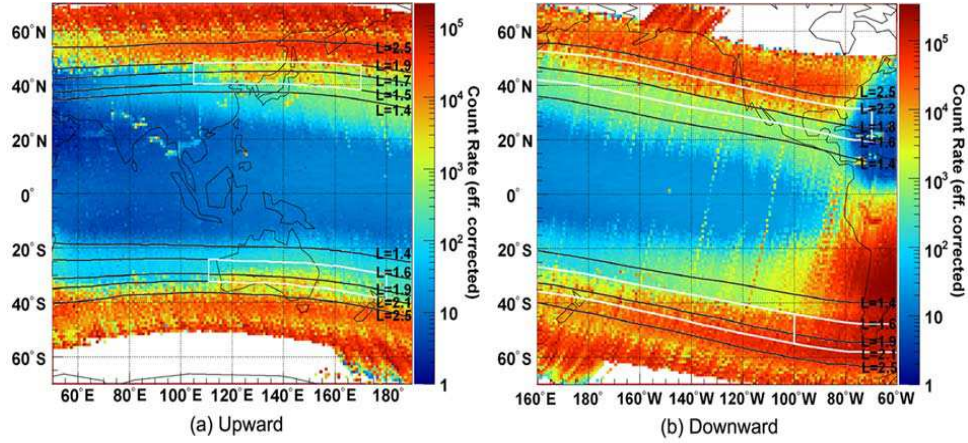 60°N
40°N
20°N
0°
20°S
40°S
60°S
L=2.5
L=1.9
L=1.7
L=1.5
L=1.4
L=1.4
L=1.6
L=1.9
L=2.1
L=2.5
60°E
80°E
100°E
120°E
140°E
160°E
180°
10⁵
10⁴
10³
10²
10
1
Count Rate (eff. corrected)
(a) Upward
60°N
40°N
20°N
0°
20°S
40°S
60°S
L=2.5
L=2.2
L=1.8
L=1.6
L=1.4
L=1.4
L=1.6
L=1.9
L=2.1
L=2.5
160°E
180°
160°W
140°W
120°W
100°W
80°W
60°W
10⁵
10⁴
10³
10²
10
1
Count Rate (eff. corrected)
(b) Downward